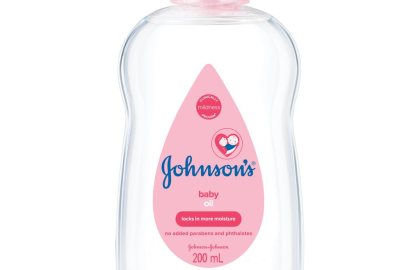 mildness
Johnson's®
baby
oil
locks in more moisture
no added parabens and phthalates
Johnson+Johnson
200 mL